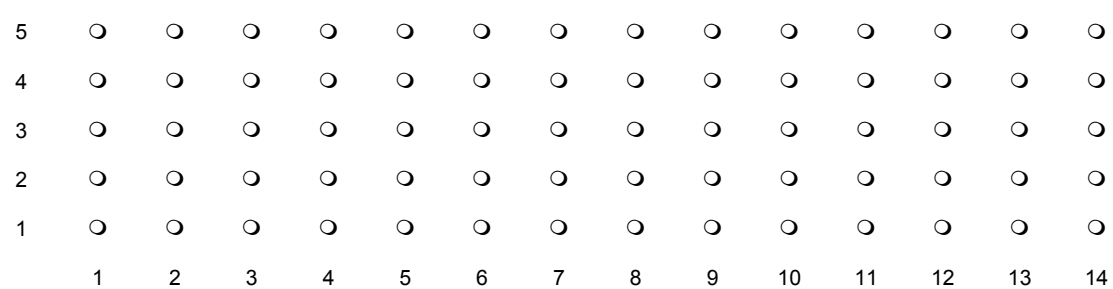 5 ❍ ❍ ❍ ❍ ❍ ❍ ❍ ❍ ❍ ❍ ❍ ❍ ❍ ❍
4 ❍ ❍ ❍ ❍ ❍ ❍ ❍ ❍ ❍ ❍ ❍ ❍ ❍ ❍
3 ❍ ❍ ❍ ❍ ❍ ❍ ❍ ❍ ❍ ❍ ❍ ❍ ❍ ❍
2 ❍ ❍ ❍ ❍ ❍ ❍ ❍ ❍ ❍ ❍ ❍ ❍ ❍ ❍
1 ❍ ❍ ❍ ❍ ❍ ❍ ❍ ❍ ❍ ❍ ❍ ❍ ❍ ❍
1 2 3 4 5 6 7 8 9 10 11 12 13 14